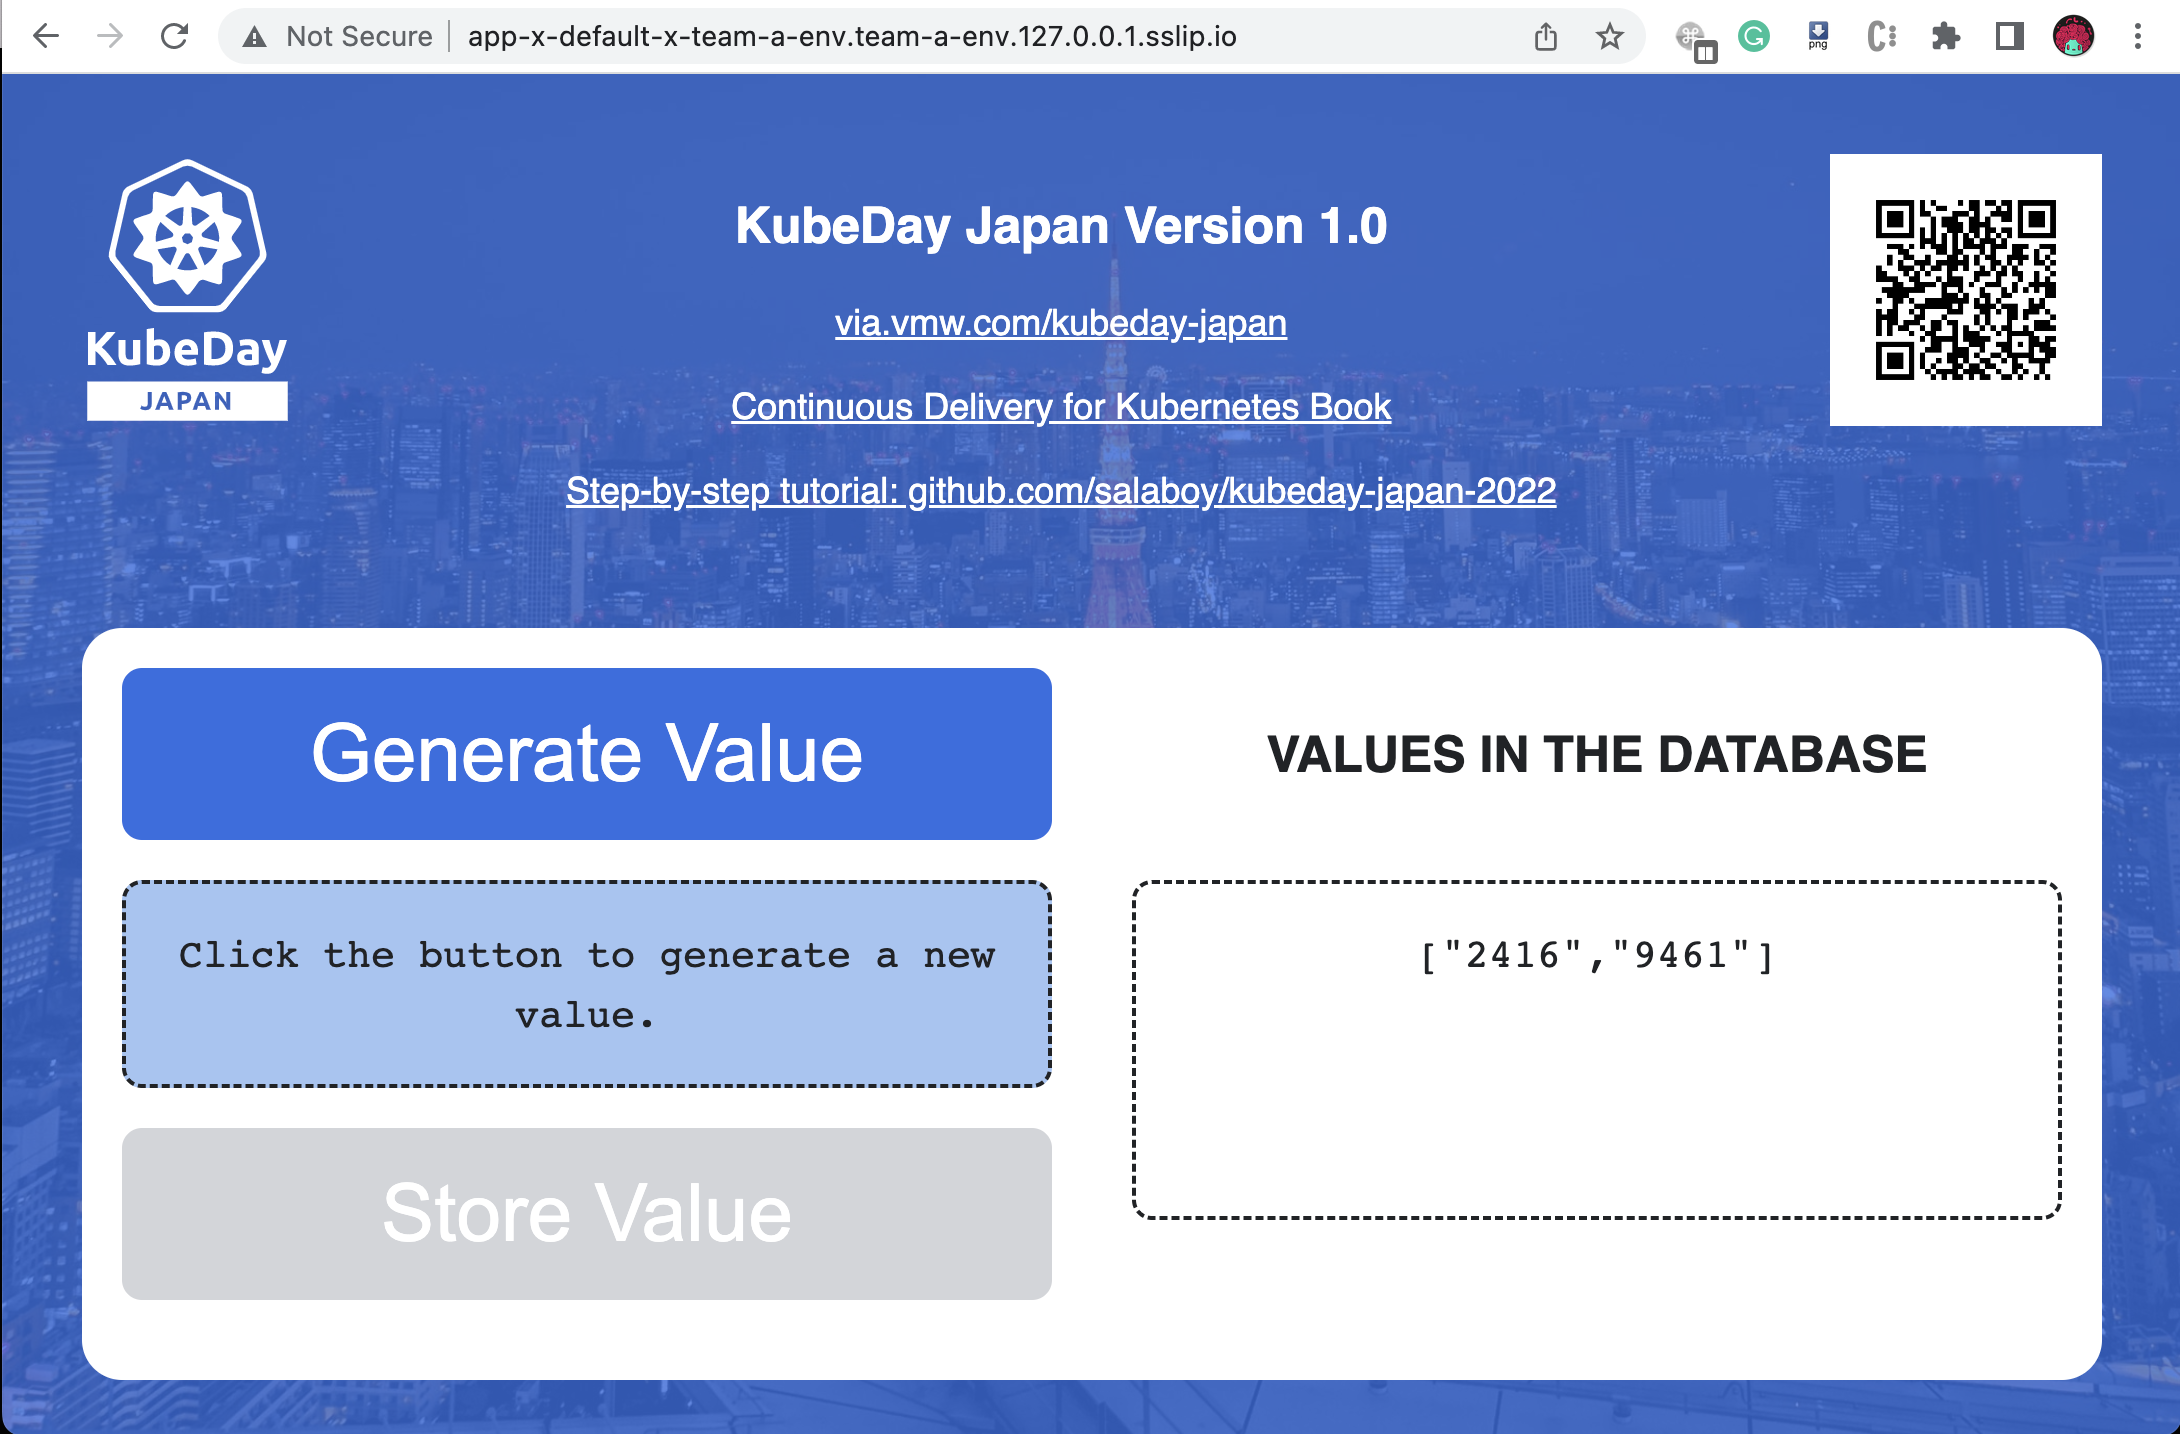 Not Secure
app-x-default-x-team-a-env.team-a-env.127.0.0.1.sslip.io
png
KubeDay
JAPAN
KubeDay Japan Version 1.0
via.vmw.com/kubeday-japan
Continuous Delivery for Kubernetes Book
Step-by-step tutorial: github.com/salaboy/kubeday-japan-2022
Generate Value
Click the button to generate a new
value.
Store Value
VALUES IN THE DATABASE
["2416","9461"]